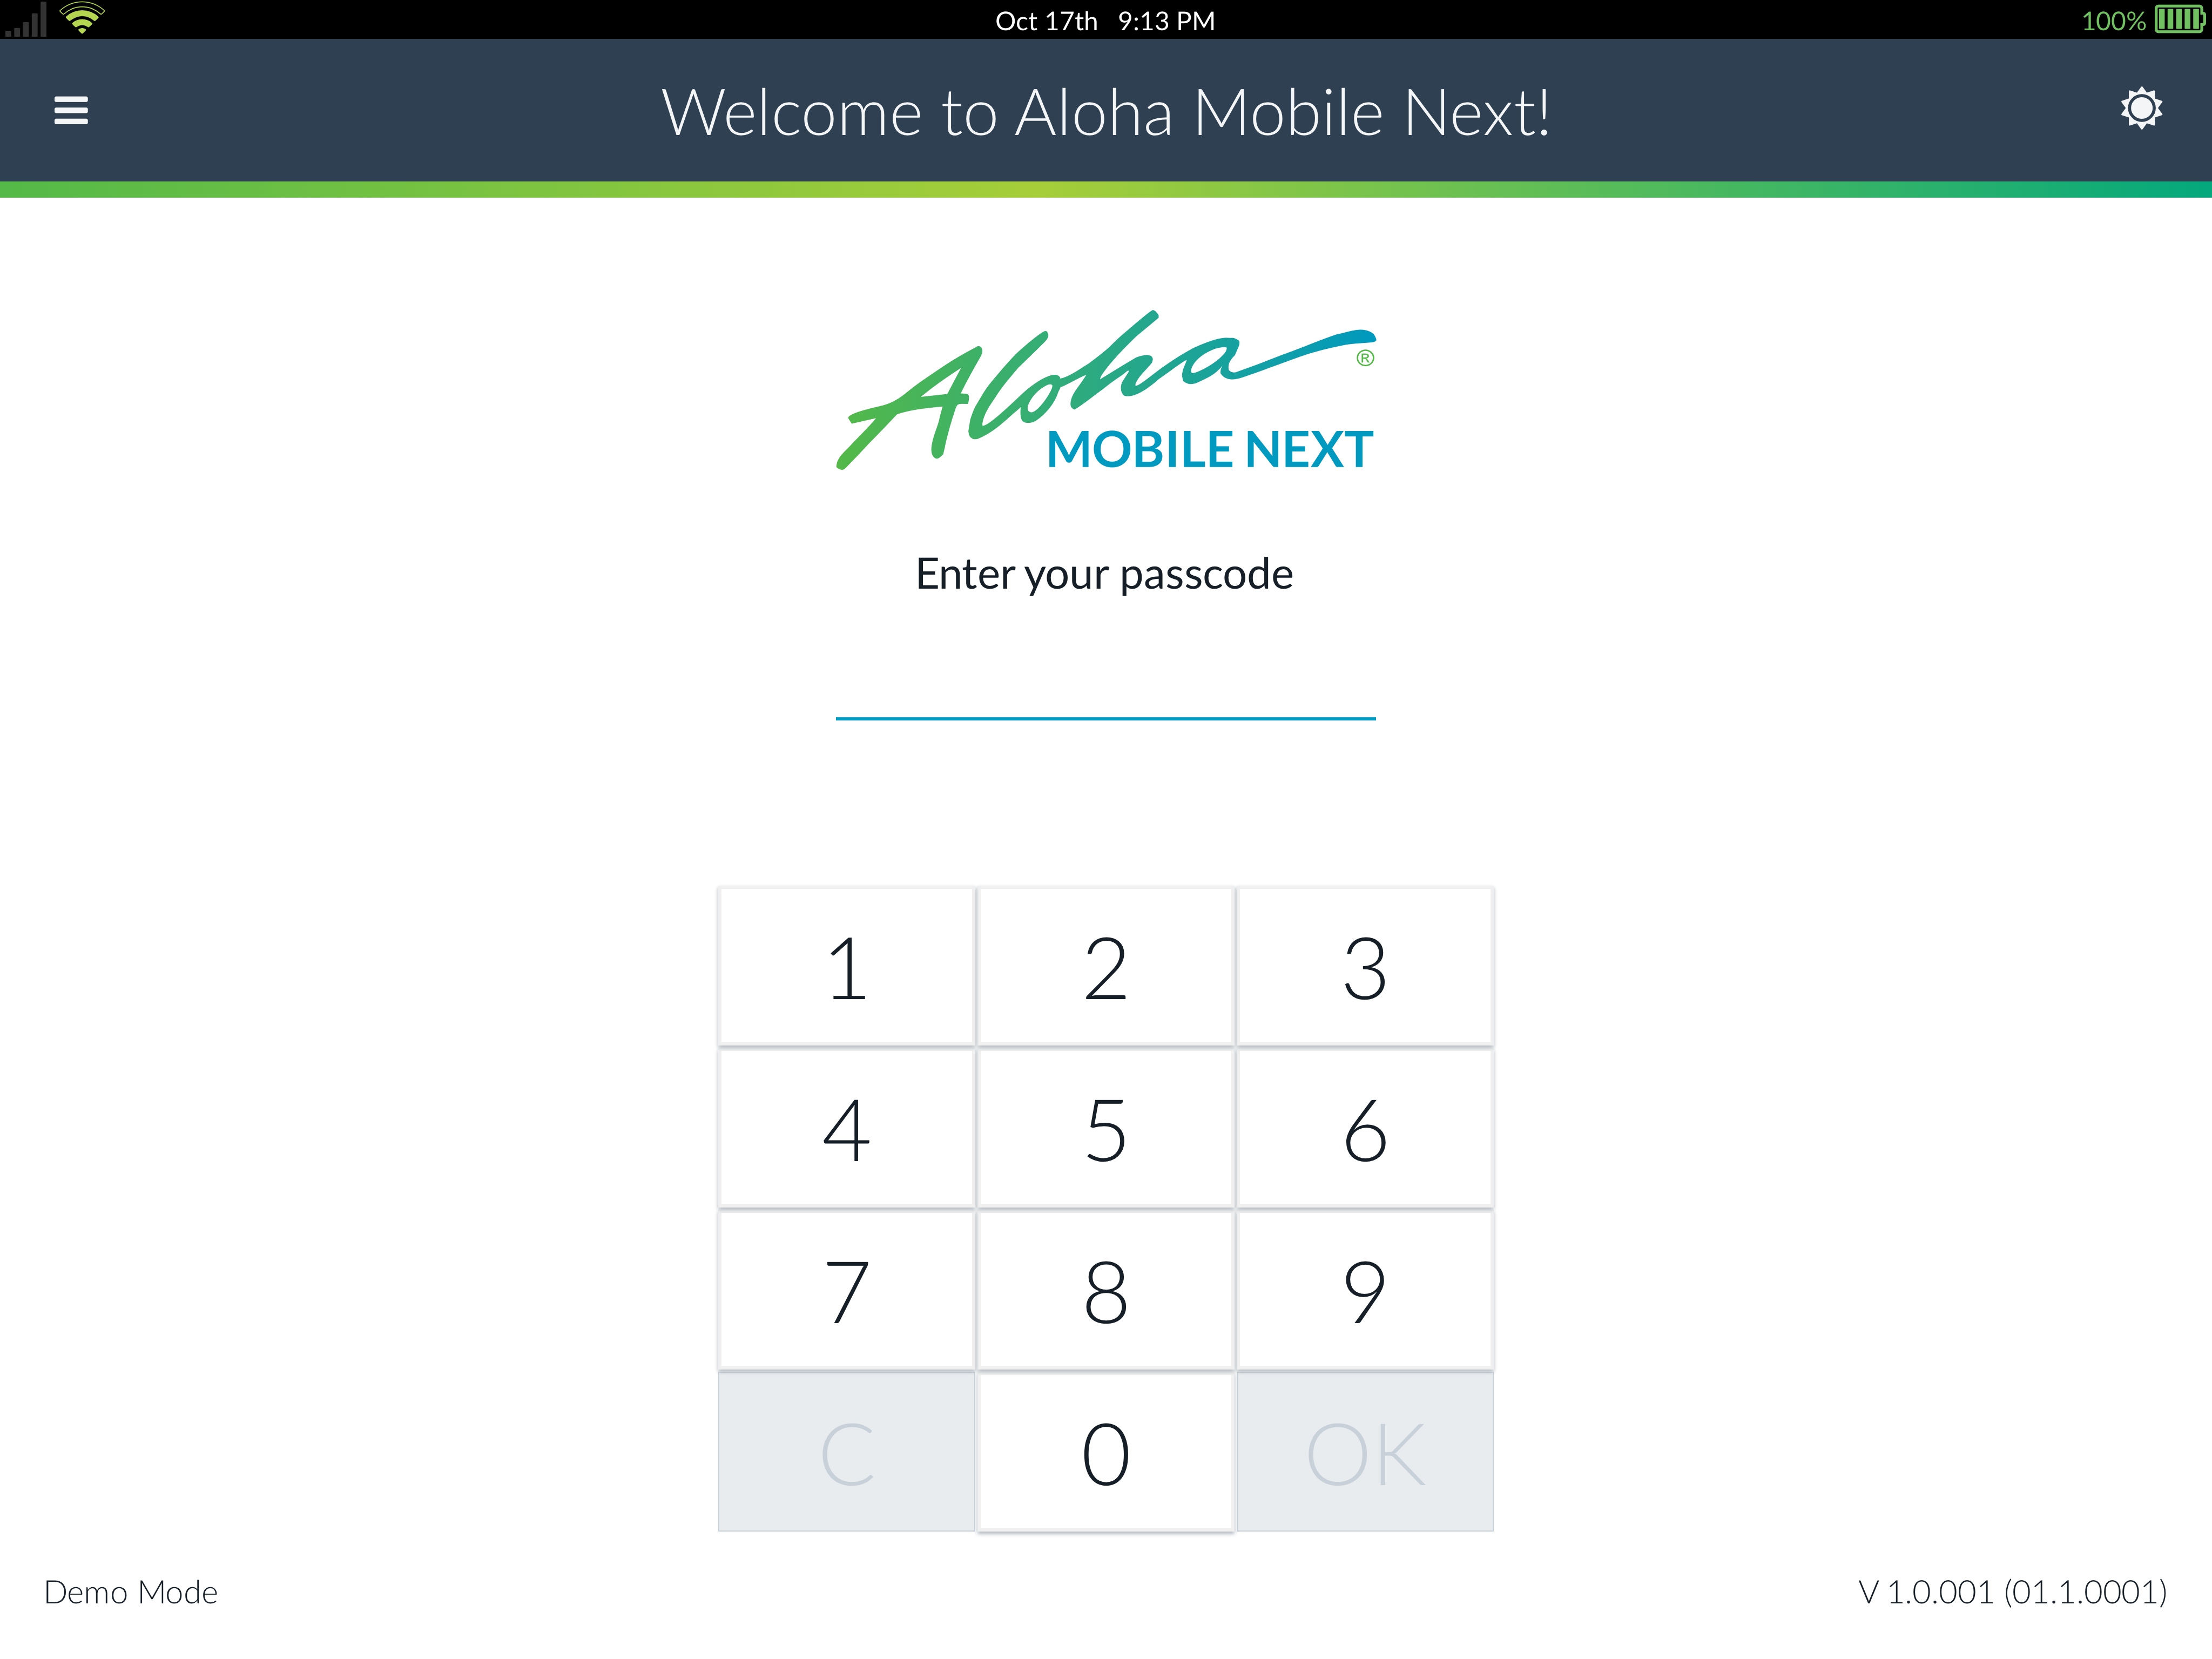 Oct 17th 9:13 PM
100%
Welcome to Aloha Mobile Next!
Aloha®
MOBILE NEXT
Enter your passcode
1 2 3
4 5 6
7 8 9
C 0 OK
Demo Mode
V 1.0.001 (01.1.0001)